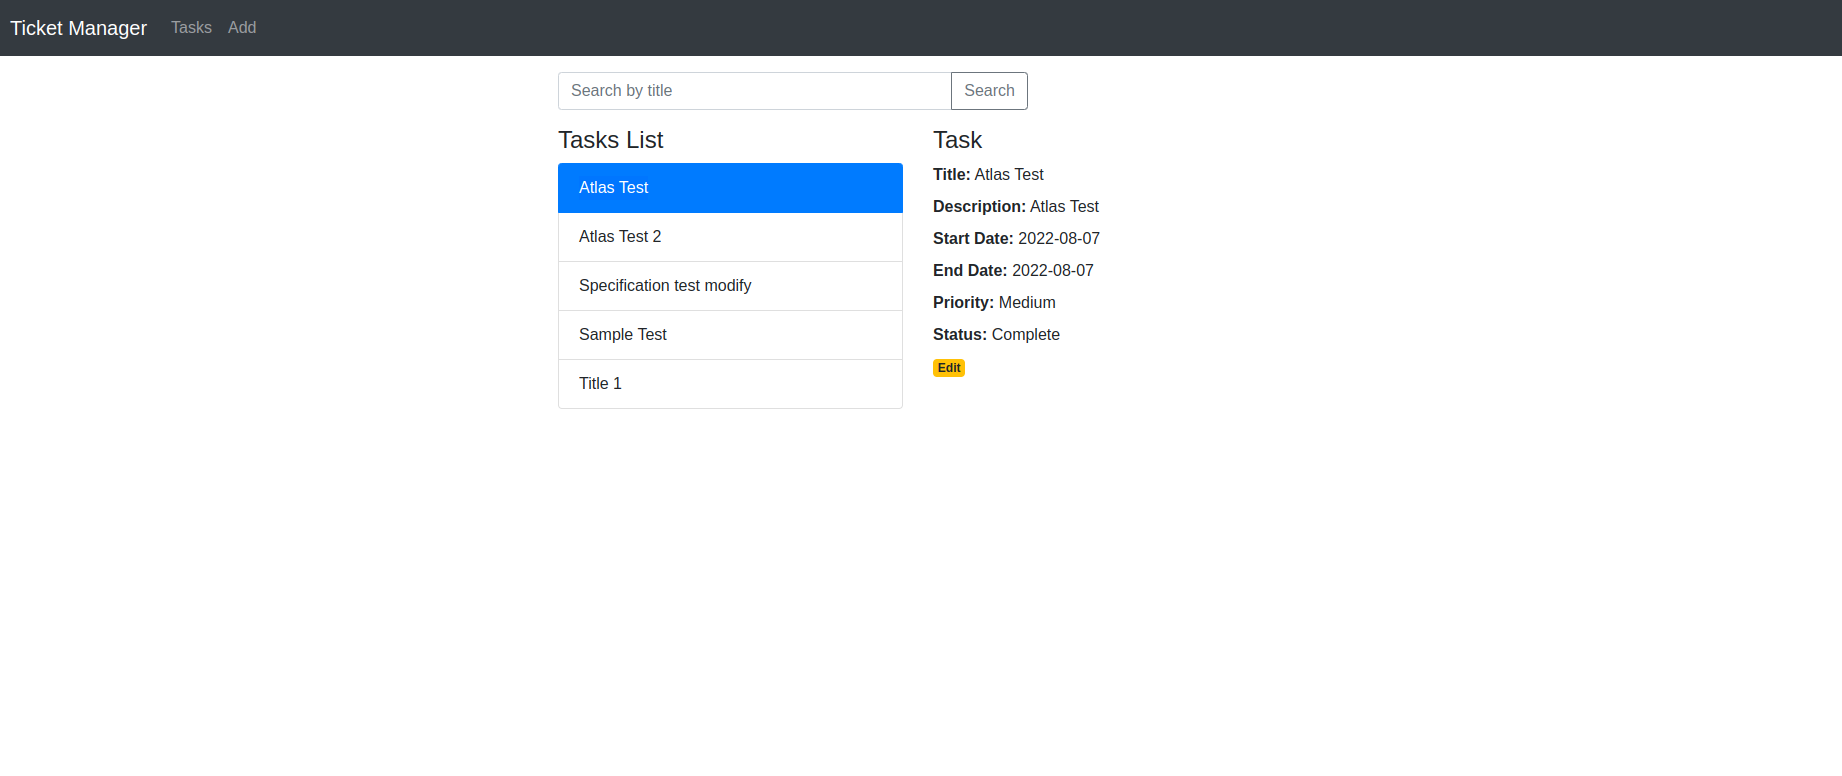 Ticket Manager Tasks Add
Search by title Search
Tasks List
Atlas Test
Atlas Test 2
Specification test modify
Sample Test
Title 1
Task
Title: Atlas Test
Description: Atlas Test
Start Date: 2022-08-07
End Date: 2022-08-07
Priority: Medium
Status: Complete
Edit